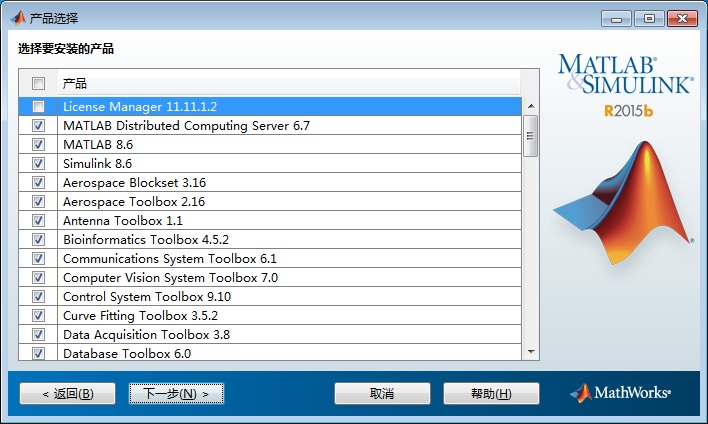 产品选择
选择要安装的产品
产品
License Manager 11.11.1.2
MATLAB Distributed Computing Server 6.7
MATLAB 8.6
Simulink 8.6
Aerospace Blockset 3.16
Aerospace Toolbox 2.16
Antenna Toolbox 1.1
Bioinformatics Toolbox 4.5.2
Communications System Toolbox 6.1
Computer Vision System Toolbox 7.0
Control System Toolbox 9.10
Curve Fitting Toolbox 3.5.2
Data Acquisition Toolbox 3.8
Database Toolbox 6.0
MATLAB®
&SIMULINK®
R2015b
®
< 返回(B)
下一步(N) >
取消
帮助(H)
MathWorks®